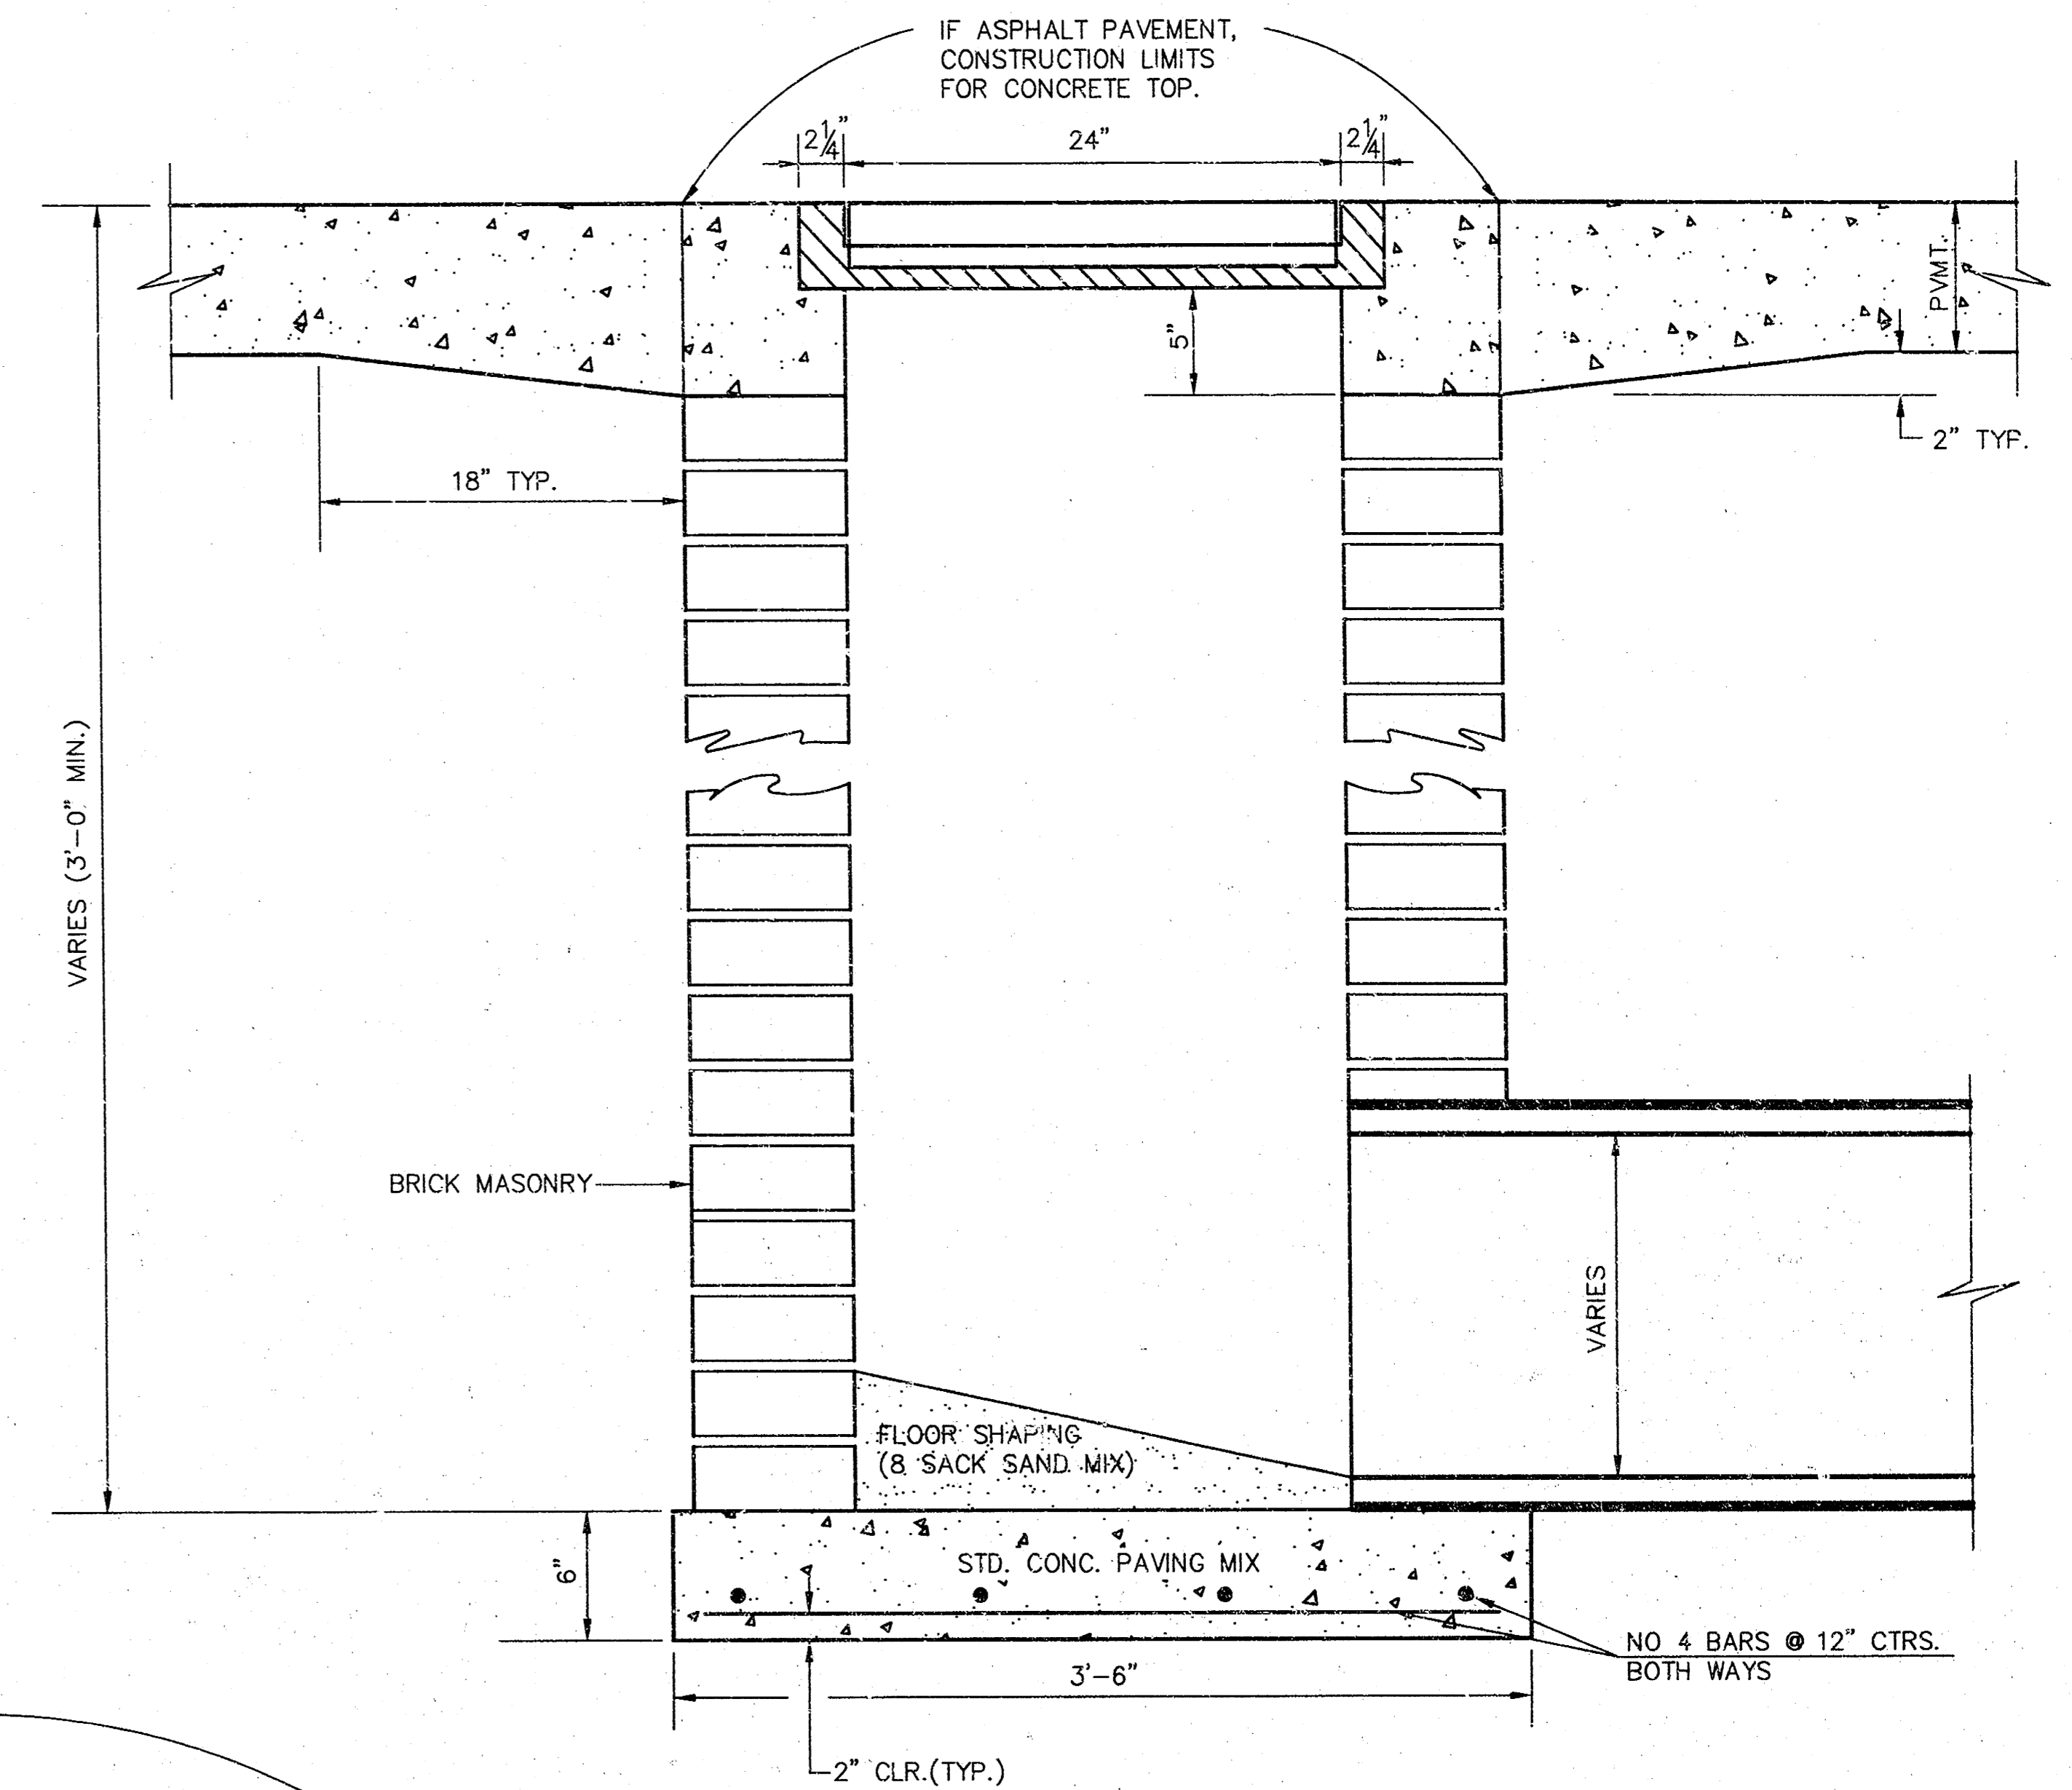 IF ASPHALT PAVEMENT,
CONSTRUCTION LIMITS
FOR CONCRETE TOP.
2¼"
24"
2¼"
PVMT.
5"
2" TYP.
18" TYP.
VARIES (3'-0" MIN.)
BRICK MASONRY
VARIES
FLOOR SHAPING
(8 SACK SAND MIX)
6"
STD. CONC. PAVING MIX
NO 4 BARS @ 12" CTRS.
BOTH WAYS
3'-6"
2" CLR.(TYP.)